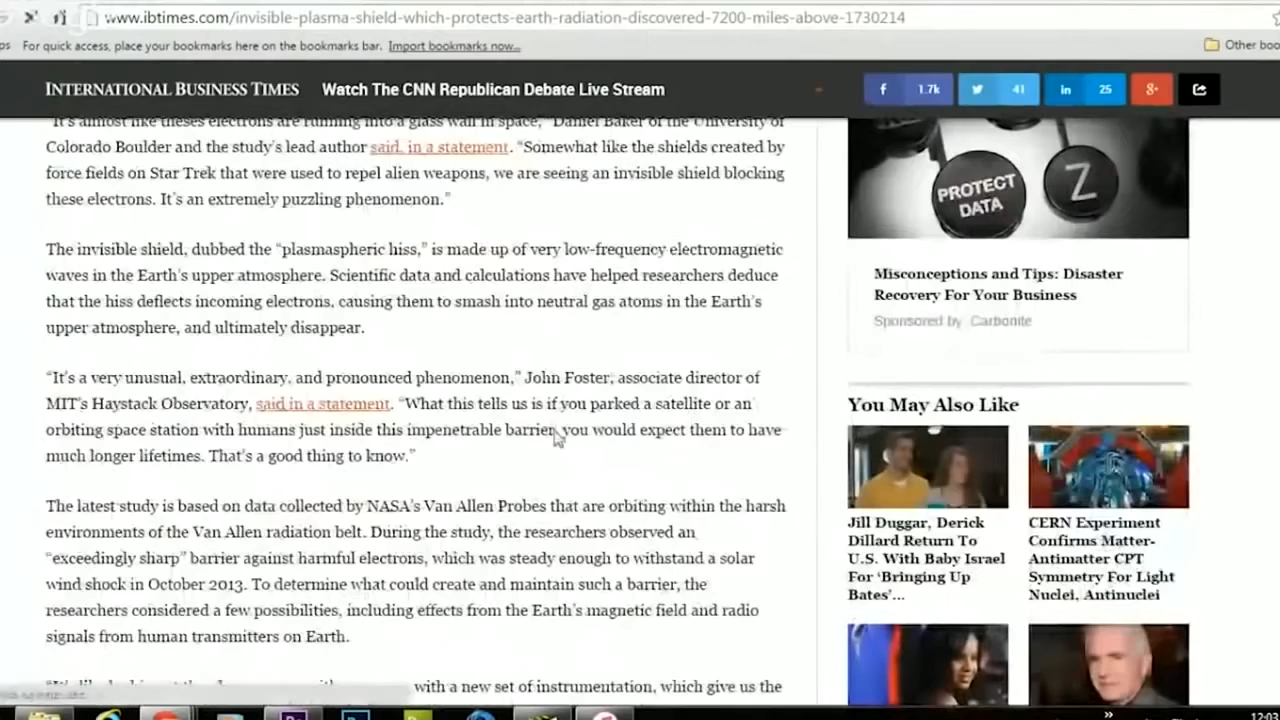 www.ibtimes.com/invisible-plasma-shield-which-protects-earth-radiation-discovered-7200-miles-above-1730214
For quick access, place your bookmarks here on the bookmarks bar. Import bookmarks now...
Other boo
INTERNATIONAL BUSINESS TIMES
Watch The CNN Republican Debate Live Stream
f 1.7k
41
in 25
8+
"It's almost like theses electrons are running into a glass wall in space," Daniel Baker of the University of
Colorado Boulder and the study's lead author said, in a statement. "Somewhat like the shields created by
force fields on Star Trek that were used to repel alien weapons, we are seeing an invisible shield blocking
these electrons. It's an extremely puzzling phenomenon."
The invisible shield, dubbed the "plasmaspheric hiss," is made up of very low-frequency electromagnetic
waves in the Earth's upper atmosphere. Scientific data and calculations have helped researchers deduce
that the hiss deflects incoming electrons, causing them to smash into neutral gas atoms in the Earth's
upper atmosphere, and ultimately disappear.
"It's a very unusual, extraordinary, and pronounced phenomenon," John Foster, associate director of
MIT's Haystack Observatory, said in a statement. "What this tells us is if you parked a satellite or an
orbiting space station with humans just inside this impenetrable barrier, you would expect them to have
much longer lifetimes. That's a good thing to know."
The latest study is based on data collected by NASA's Van Allen Probes that are orbiting within the harsh
environments of the Van Allen radiation belt. During the study, the researchers observed an
"exceedingly sharp" barrier against harmful electrons, which was steady enough to withstand a solar
wind shock in October 2013. To determine what could create and maintain such a barrier, the
researchers considered a few possibilities, including effects from the Earth's magnetic field and radio
signals from human transmitters on Earth.
with a new set of instrumentation, which give us the
PROTECT
DATA
Z
Misconceptions and Tips: Disaster
Recovery For Your Business
Sponsored by Carbonite
You May Also Like
Jill Duggar, Derick
Dillard Return To
U.S. With Baby Israel
For 'Bringing Up
Bates'...
CERN Experiment
Confirms Matter-
Antimatter CPT
Symmetry For Light
Nuclei, Antinuclei